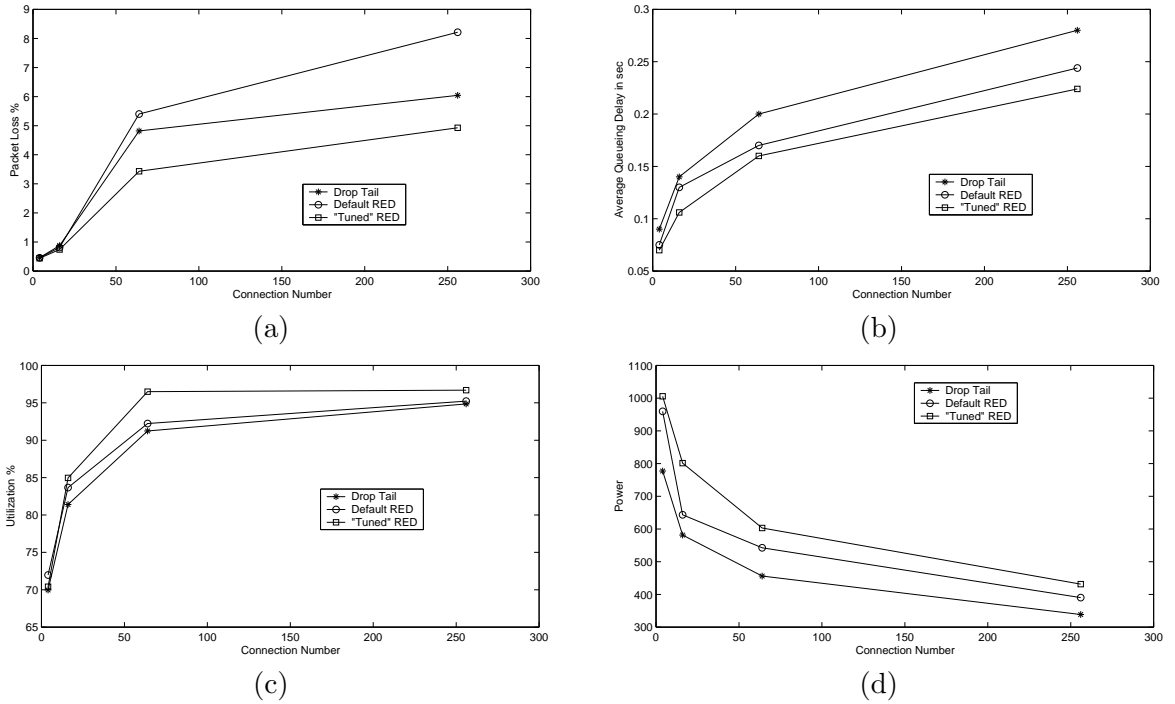 9
8
7
6
5
4
3
2
1
0
Packet Loss %
0 50 100 150 200 250 300
Connection Number
Drop Tail
Default RED
"Tuned" RED
(a)
0.3
0.25
0.2
0.15
0.1
0.05
Average Queueing Delay in sec
0 50 100 150 200 250 300
Connection Number
Drop Tail
Default RED
"Tuned" RED
(b)
100
95
90
85
80
75
70
65
Utilization %
0 50 100 150 200 250 300
Connection Number
Drop Tail
Default RED
"Tuned" RED
(c)
1100
1000
900
800
700
600
500
400
300
Power
0 50 100 150 200 250 300
Connection Number
Drop Tail
Default RED
"Tuned" RED
(d)